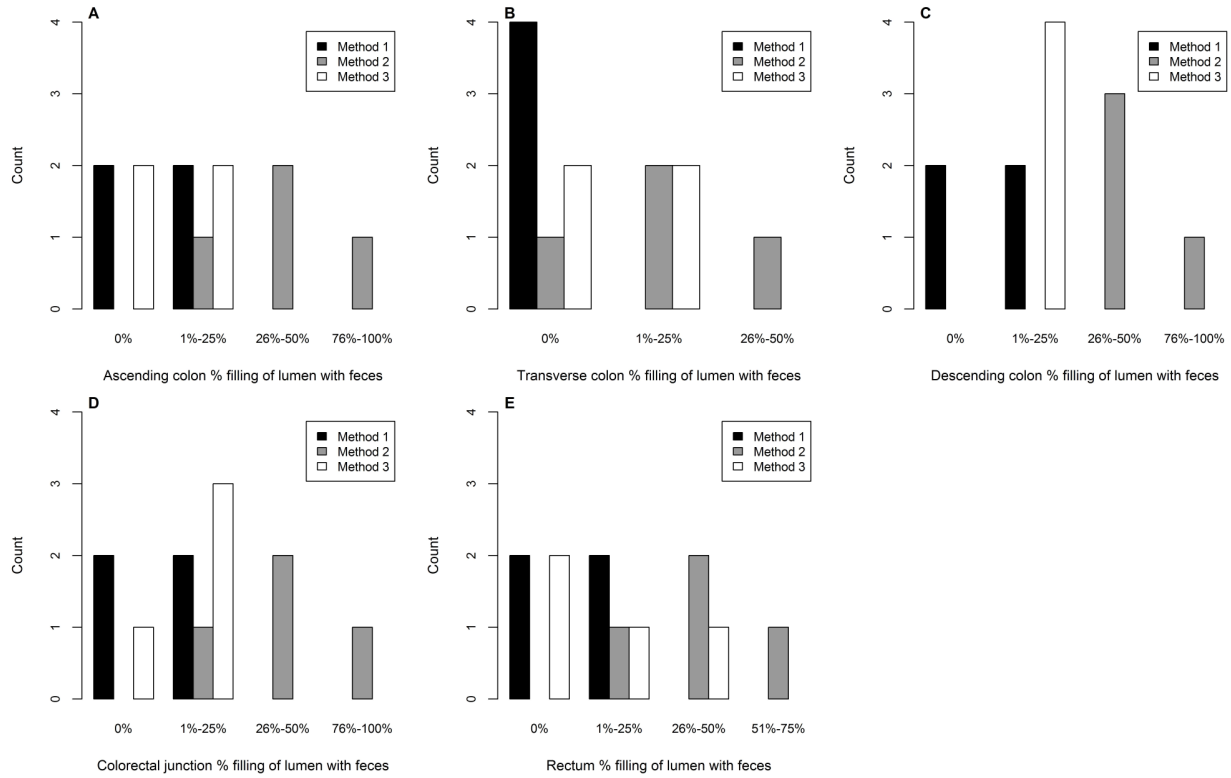 A
Count
4
3
2
1
0
Method 1
Method 2
Method 3
0% 1%-25% 26%-50% 76%-100%
Ascending colon % filling of lumen with feces
B
Count
4
3
2
1
0
Method 1
Method 2
Method 3
0% 1%-25% 26%-50%
Transverse colon % filling of lumen with feces
C
Count
4
3
2
1
0
Method 1
Method 2
Method 3
0% 1%-25% 26%-50% 76%-100%
Descending colon % filling of lumen with feces
D
Count
4
3
2
1
0
Method 1
Method 2
Method 3
0% 1%-25% 26%-50% 76%-100%
Colorectal junction % filling of lumen with feces
E
Count
4
3
2
1
0
Method 1
Method 2
Method 3
0% 1%-25% 26%-50% 51%-75%
Rectum % filling of lumen with feces